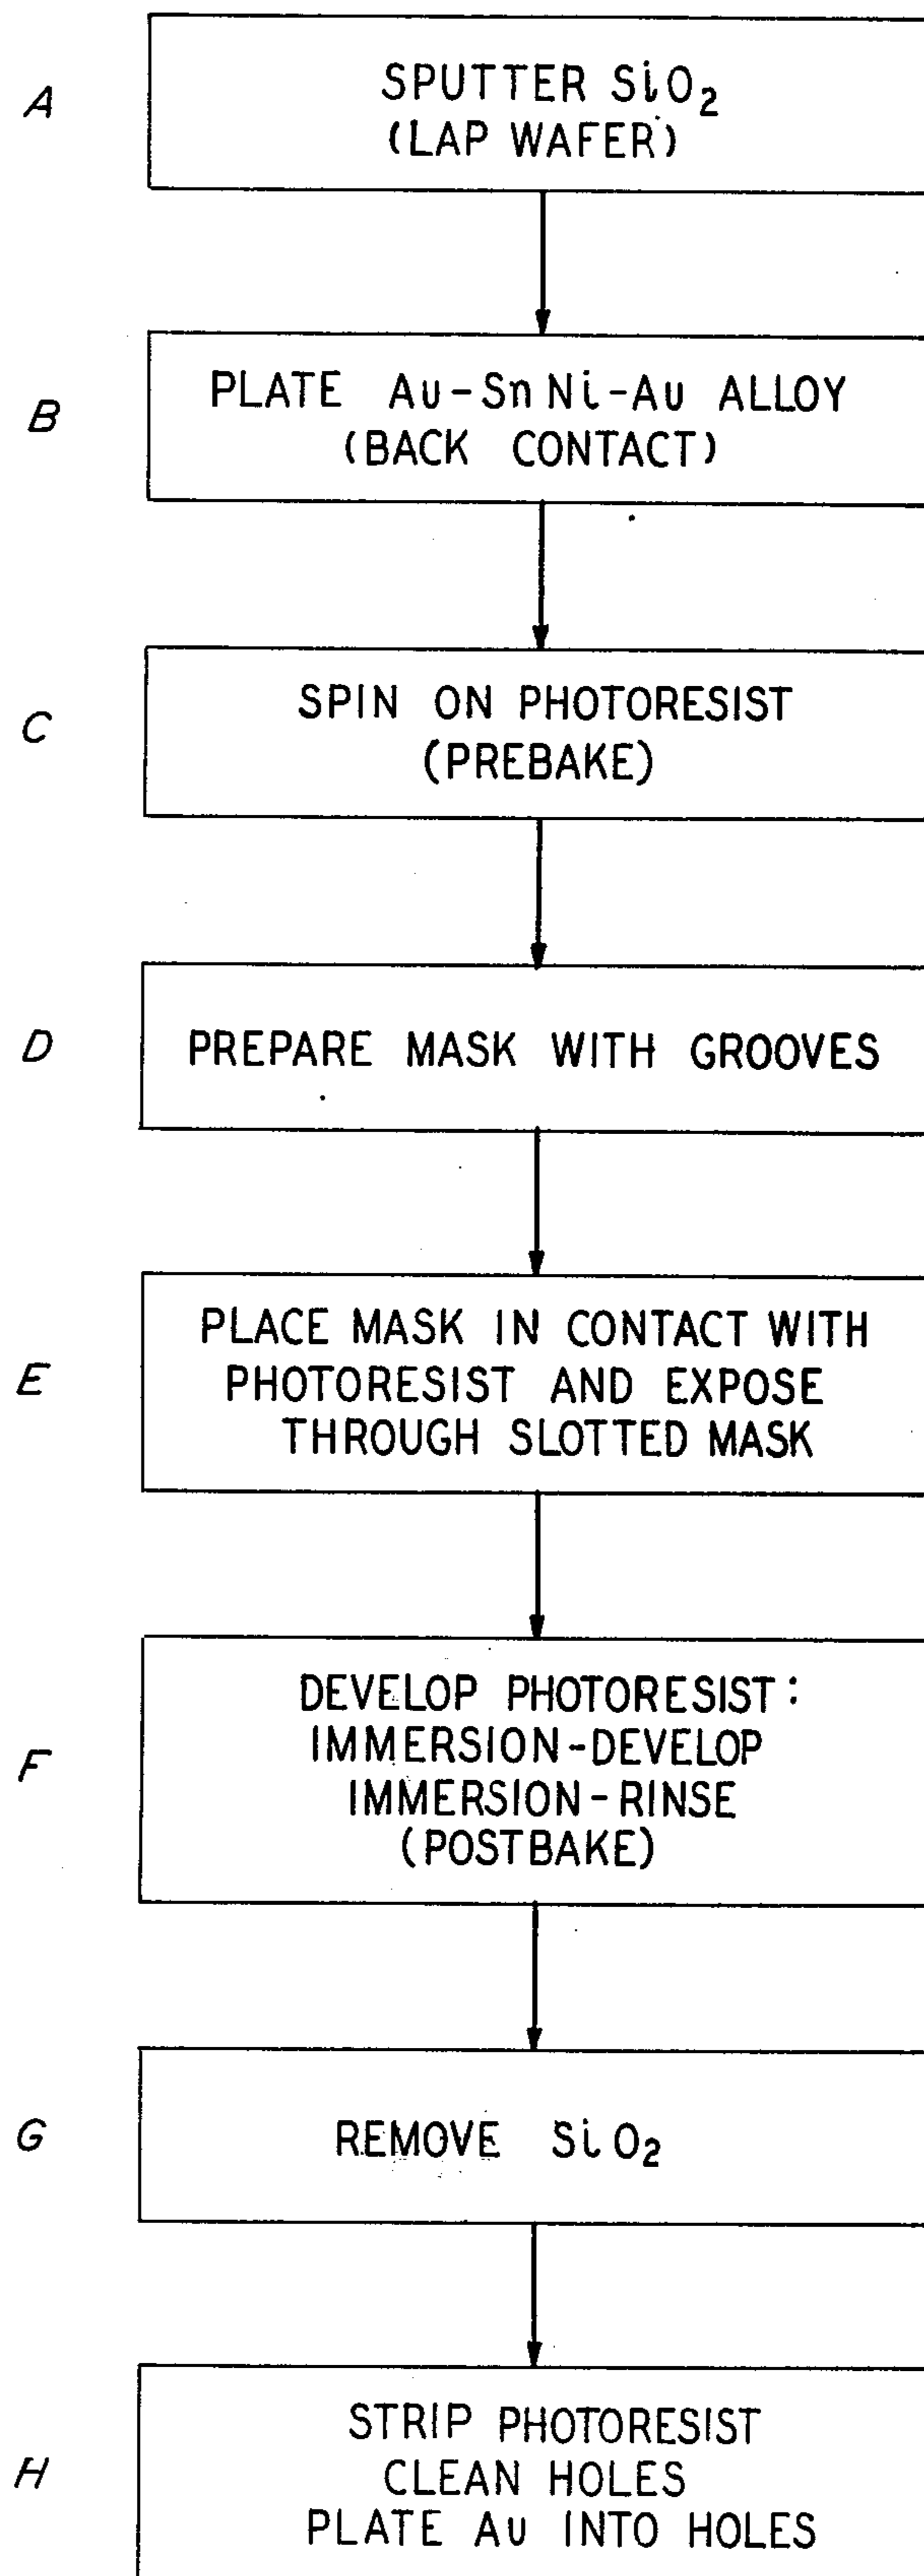 A
SPUTTER SiO₂
(LAP WAFER)
B
PLATE Au-SnNi-Au ALLOY
(BACK CONTACT)
C
SPIN ON PHOTORESIST
(PREBAKE)
D
PREPARE MASK WITH GROOVES
E
PLACE MASK IN CONTACT WITH
PHOTORESIST AND EXPOSE
THROUGH SLOTTED MASK
F
DEVELOP PHOTORESIST:
IMMERSION-DEVELOP
IMMERSION-RINSE
(POSTBAKE)
G
REMOVE SiO₂
H
STRIP PHOTORESIST
CLEAN HOLES
PLATE Au INTO HOLES